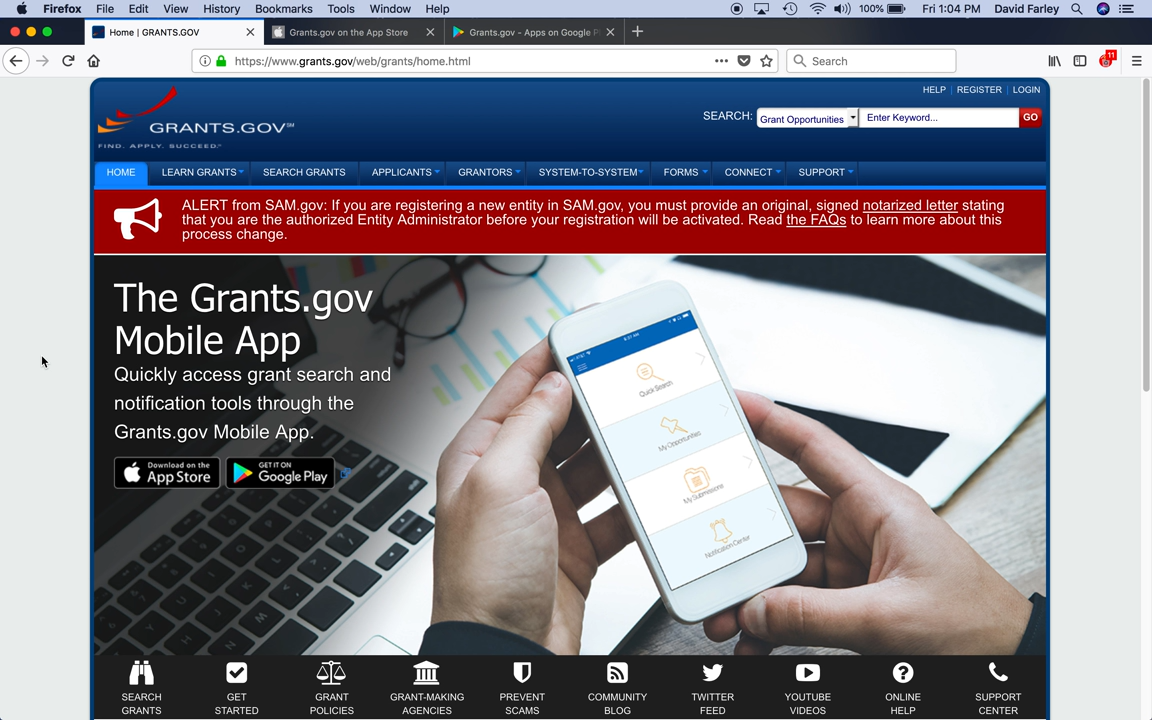 Firefox File Edit View History Bookmarks Tools Window Help 100% Fri 1:04 PM David Farley
Home | GRANTS.GOV Grants.gov on the App Store Grants.gov - Apps on Google P
https://www.grants.gov/web/grants/home.html Search 11
HELP | REGISTER | LOGIN
GRANTS.GOV℠
FIND. APPLY. SUCCEED.
SEARCH: Grant Opportunities Enter Keyword... GO
HOME LEARN GRANTS SEARCH GRANTS APPLICANTS GRANTORS SYSTEM-TO-SYSTEM FORMS CONNECT SUPPORT
ALERT from SAM.gov: If you are registering a new entity in SAM.gov, you must provide an original, signed notarized letter stating
that you are the authorized Entity Administrator before your registration will be activated. Read the FAQs to learn more about this
process change.
The Grants.gov
Mobile App
Quickly access grant search and
notification tools through the
Grants.gov Mobile App.
Download on the
App Store
GET IT ON
Google Play
Quick Search
My Opportunities
My Submissions
Notification Center
SEARCH
GRANTS
GET
STARTED
GRANT
POLICIES
GRANT-MAKING
AGENCIES
PREVENT
SCAMS
COMMUNITY
BLOG
TWITTER
FEED
YOUTUBE
VIDEOS
ONLINE
HELP
SUPPORT
CENTER